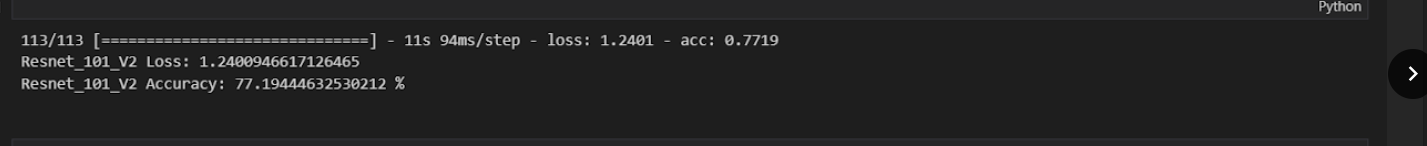 Python
113/113 [==============================] - 11s 94ms/step - loss: 1.2401 - acc: 0.7719
Resnet_101_V2 Loss: 1.2400946617126465
Resnet_101_V2 Accuracy: 77.19444632530212 %